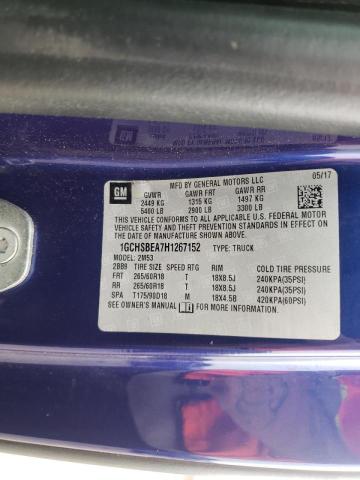 GM
MFD BY GENERAL MOTORS LLC 05/17
GVWR GAWR FRT GAWR RR
2449 KG 1315 KG 1497 KG
5400 LB 2900 LB 3300 LB
THIS VEHICLE CONFORMS TO ALL APPLICABLE U.S. FEDERAL MOTOR
VEHICLE SAFETY AND THEFT PREVENTION STANDARDS IN EFFECT ON
THE DATE OF MANUFACTURE SHOWN ABOVE.
1GCHSBEA7H1267152 TYPE: TRUCK
MODEL: 2M53
2BB9 TIRE SIZE SPEED RTG RIM COLD TIRE PRESSURE
FRT 265/60R18 T 18X8.5J 240KPA(35PSI)
RR 265/60R18 T 18X8.5J 240KPA(35PSI)
SPA T175/90D18 M 18X4.5B 420KPA(60PSI)
SEE OWNER'S MANUAL FOR MORE INFORMATION.